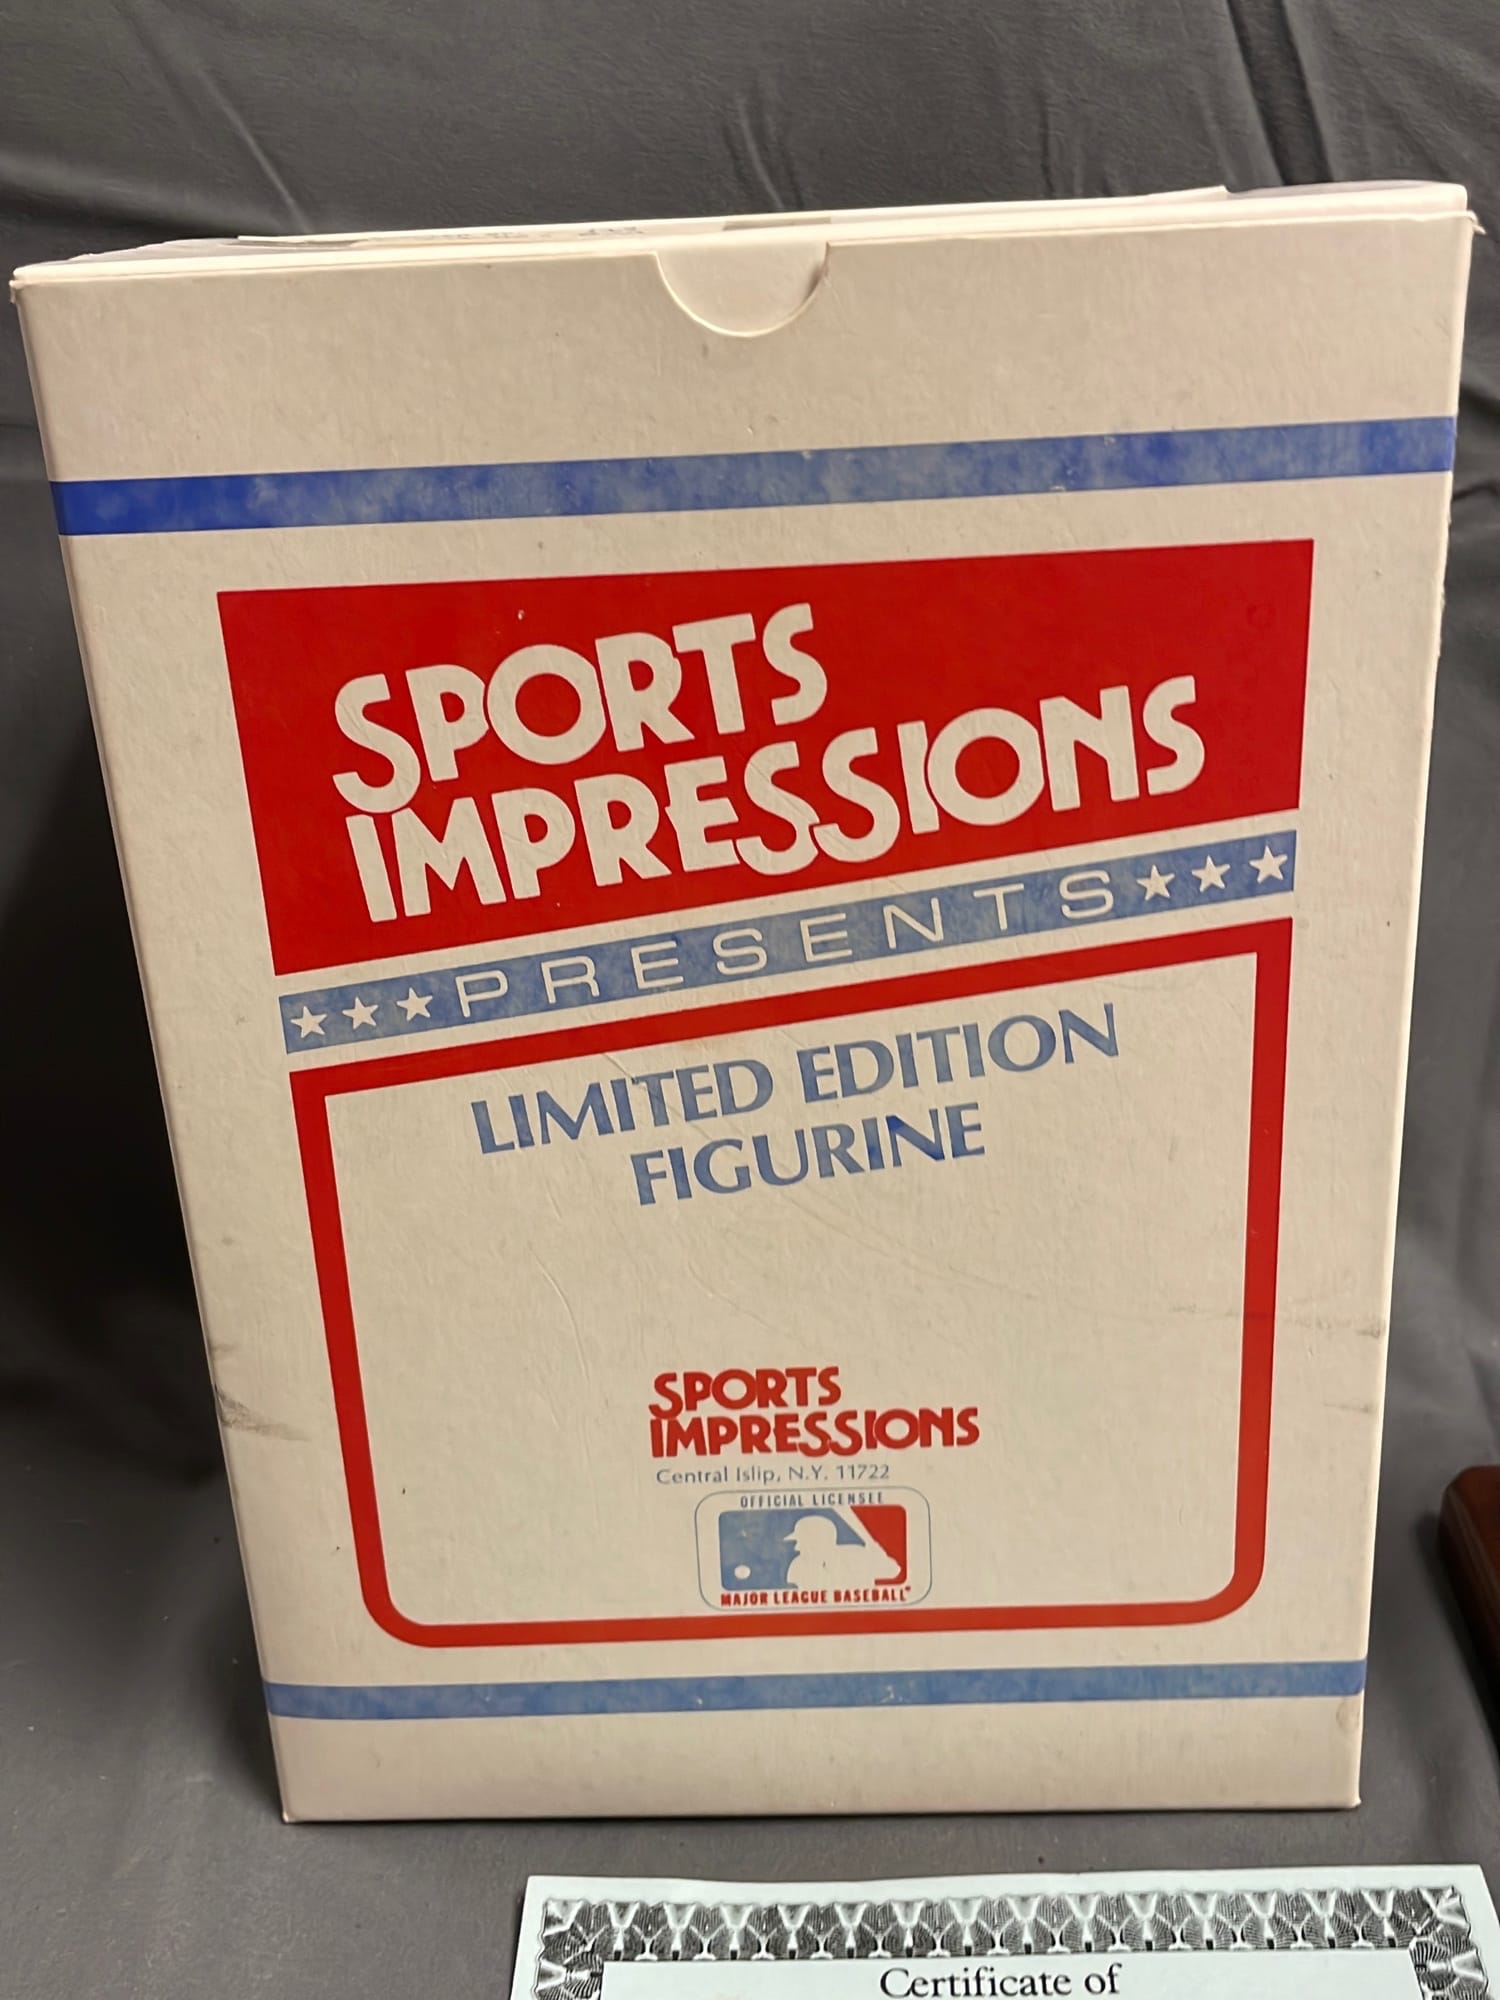 SPORTS
IMPRESSIONS
★★★PRESENTS★★★
LIMITED EDITION
FIGURINE
SPORTS
IMPRESSIONS
Central Islip, N.Y. 11722
OFFICIAL LICENSEE
MAJOR LEAGUE BASEBALL
Certificate of